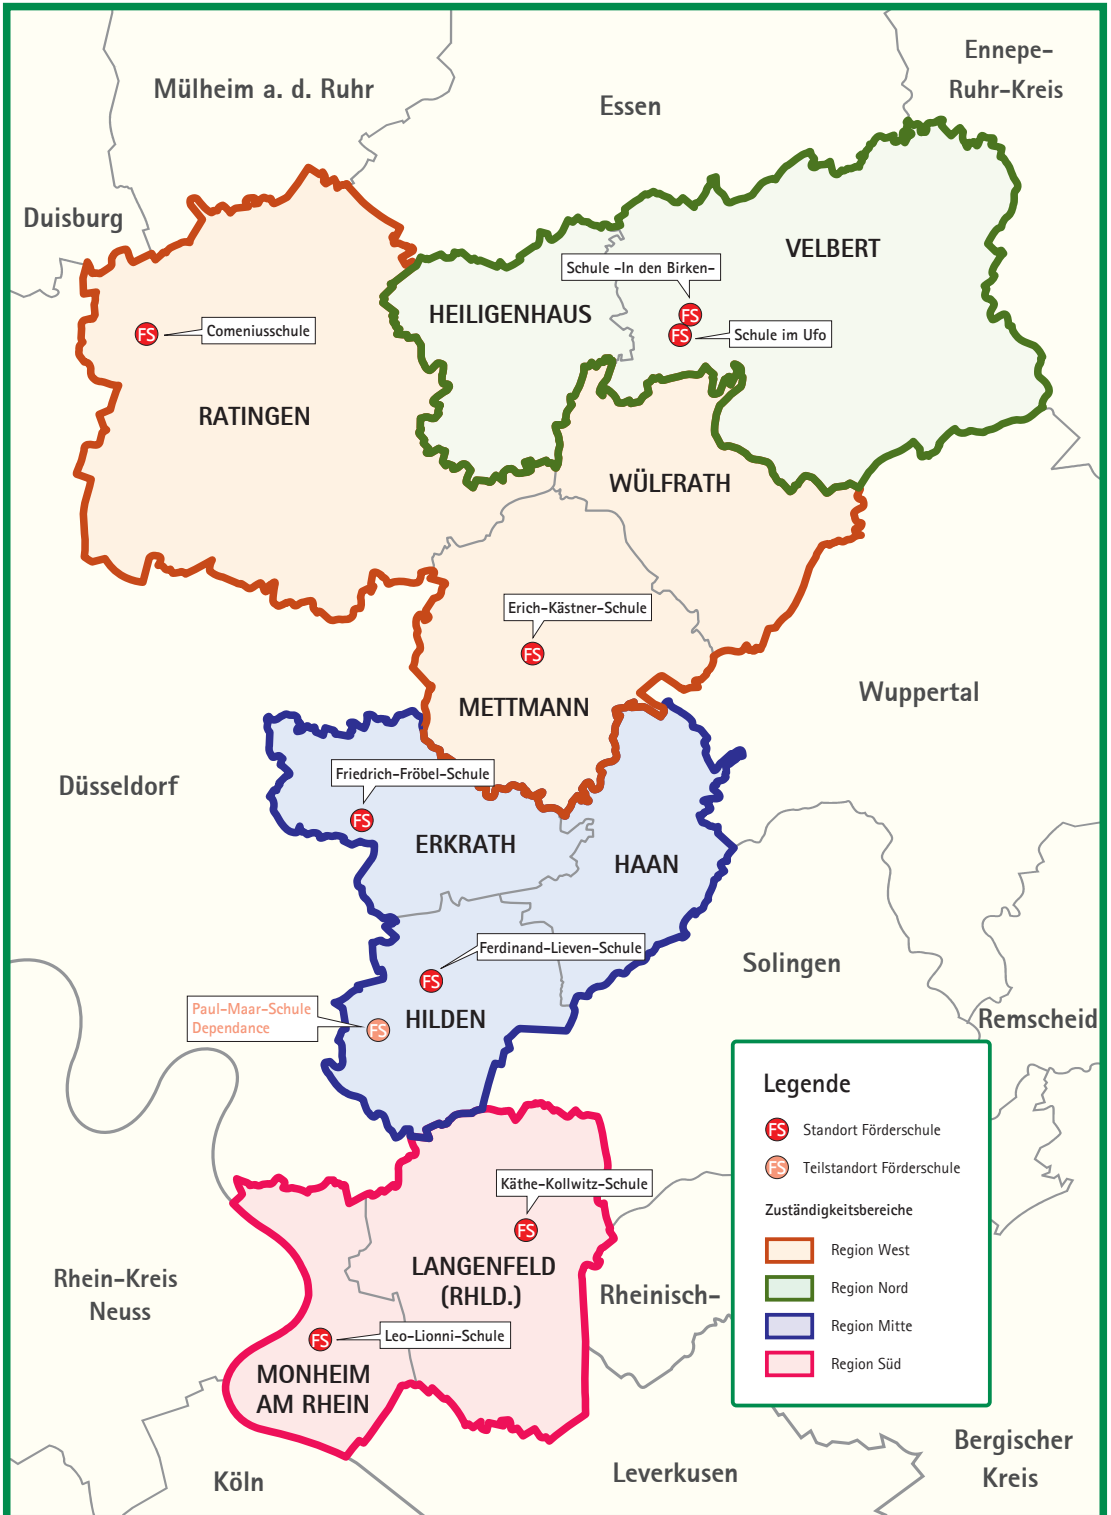 Ennepe-
Ruhr-Kreis
Mülheim a. d. Ruhr
Essen
Duisburg
VELBERT
Schule -In den Birken-
HEILIGENHAUS
FS
FS
Schule im Ufo
FS
Comeniusschule
RATINGEN
WÜLFRATH
Erich-Kästner-Schule
FS
METTMANN
Wuppertal
Düsseldorf
Friedrich-Fröbel-Schule
FS
ERKRATH
HAAN
Ferdinand-Lieven-Schule
FS
Solingen
Paul-Maar-Schule
Dependance
FS
HILDEN
Remscheid
Legende
FS Standort Förderschule
FS Teilstandort Förderschule
Zuständigkeitsbereiche
Region West
Region Nord
Region Mitte
Region Süd
Käthe-Kollwitz-Schule
FS
LANGENFELD
(RHLD.)
Rhein-Kreis
Neuss
Rheinisch-
FS
Leo-Lionni-Schule
MONHEIM
AM RHEIN
Bergischer
Kreis
Köln
Leverkusen